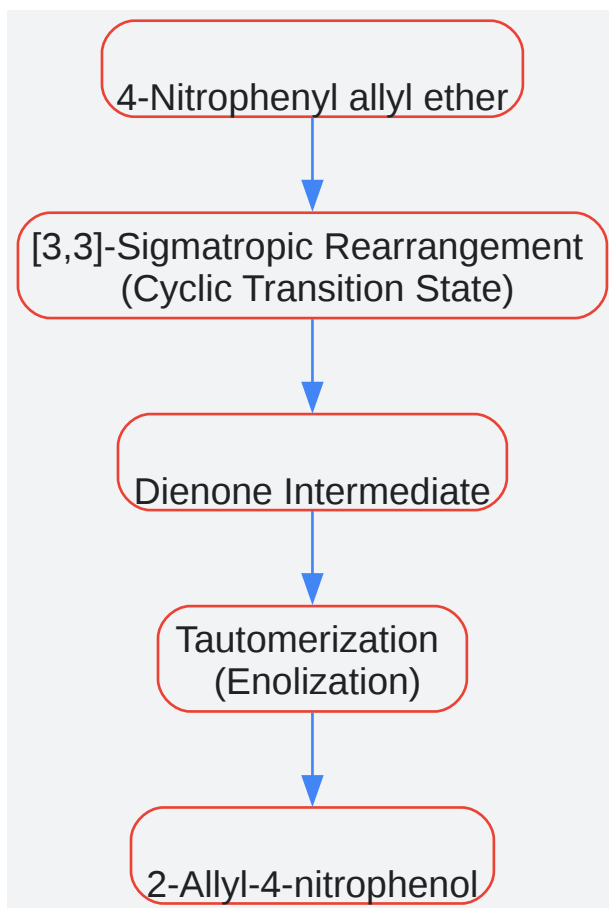 4-Nitrophenyl allyl ether
[3,3]-Sigmatropic Rearrangement
(Cyclic Transition State)
Dienone Intermediate
Tautomerization
(Enolization)
2-Allyl-4-nitrophenol